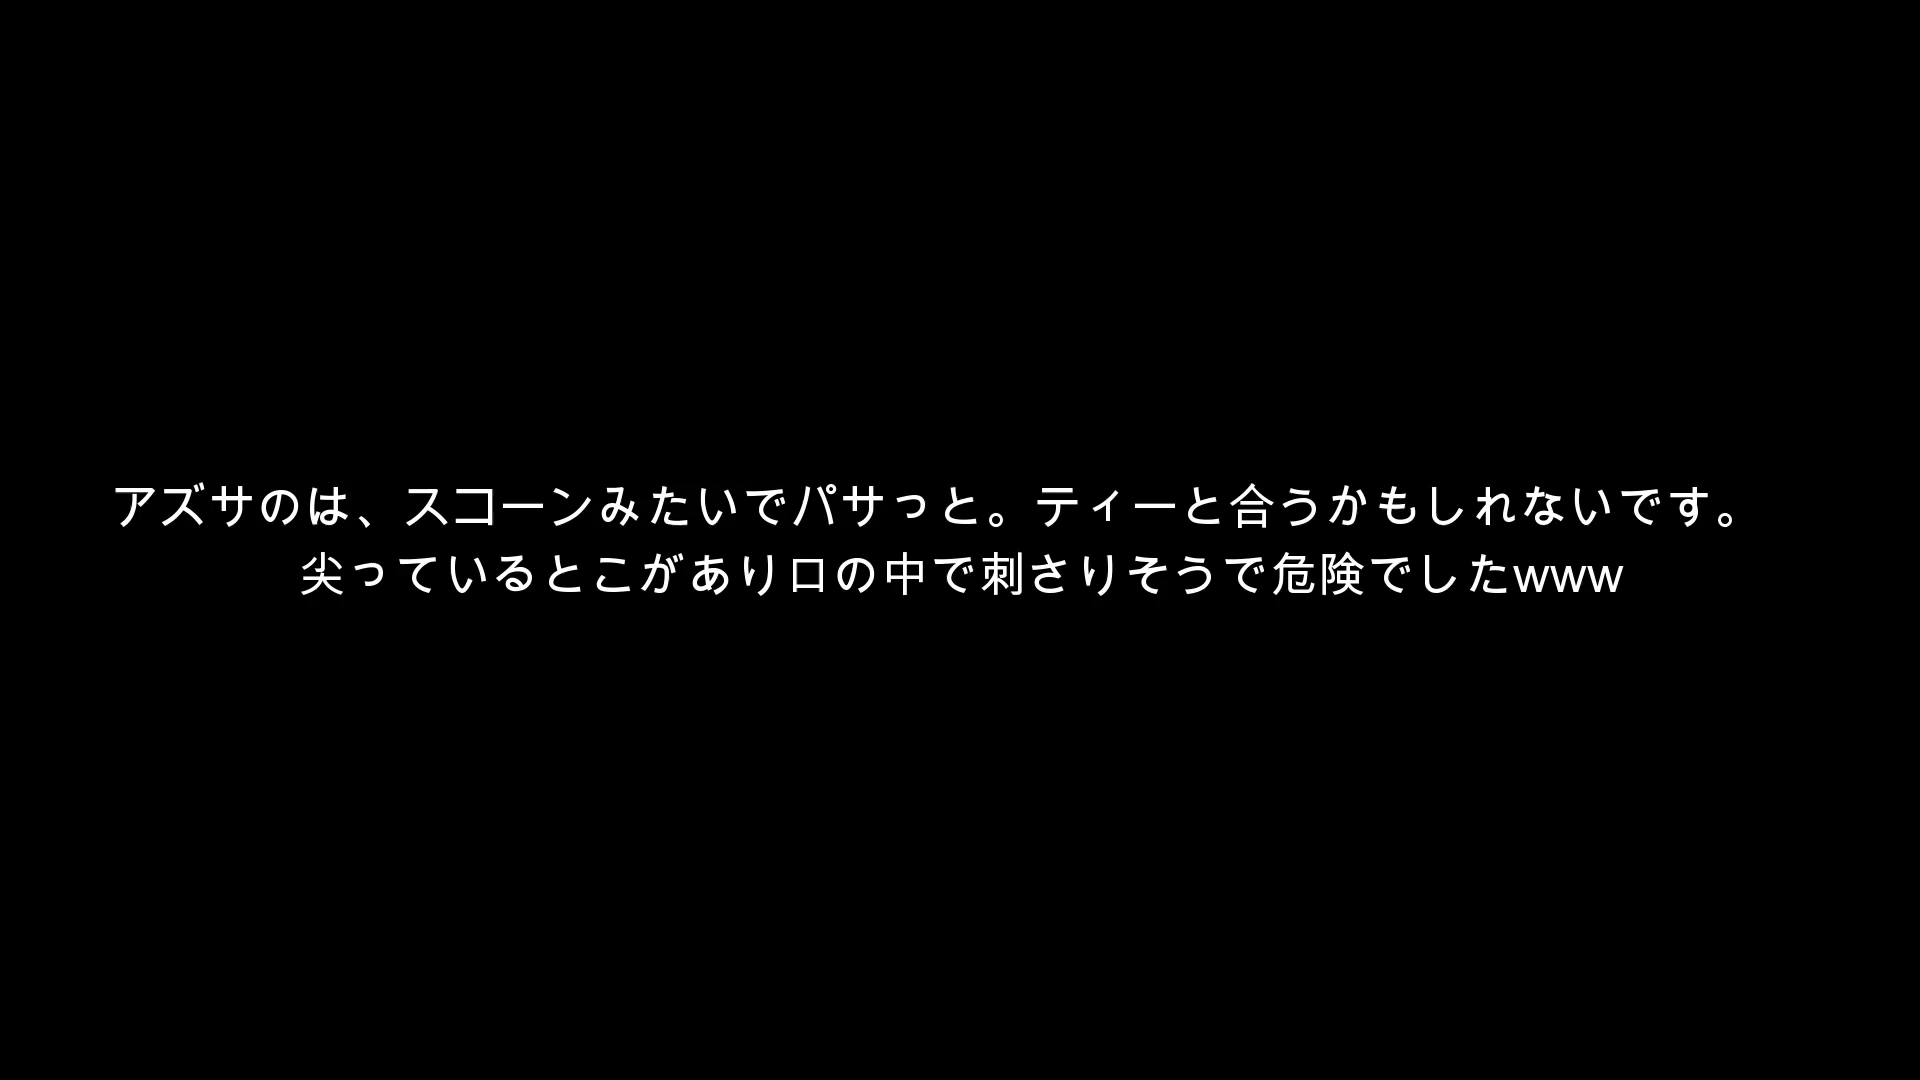 アズサのは、スコーンみたいでパサっと。ティーと合うかもしれないです。
尖っているとこがあり口の中で刺さりそうで危険でしたwww